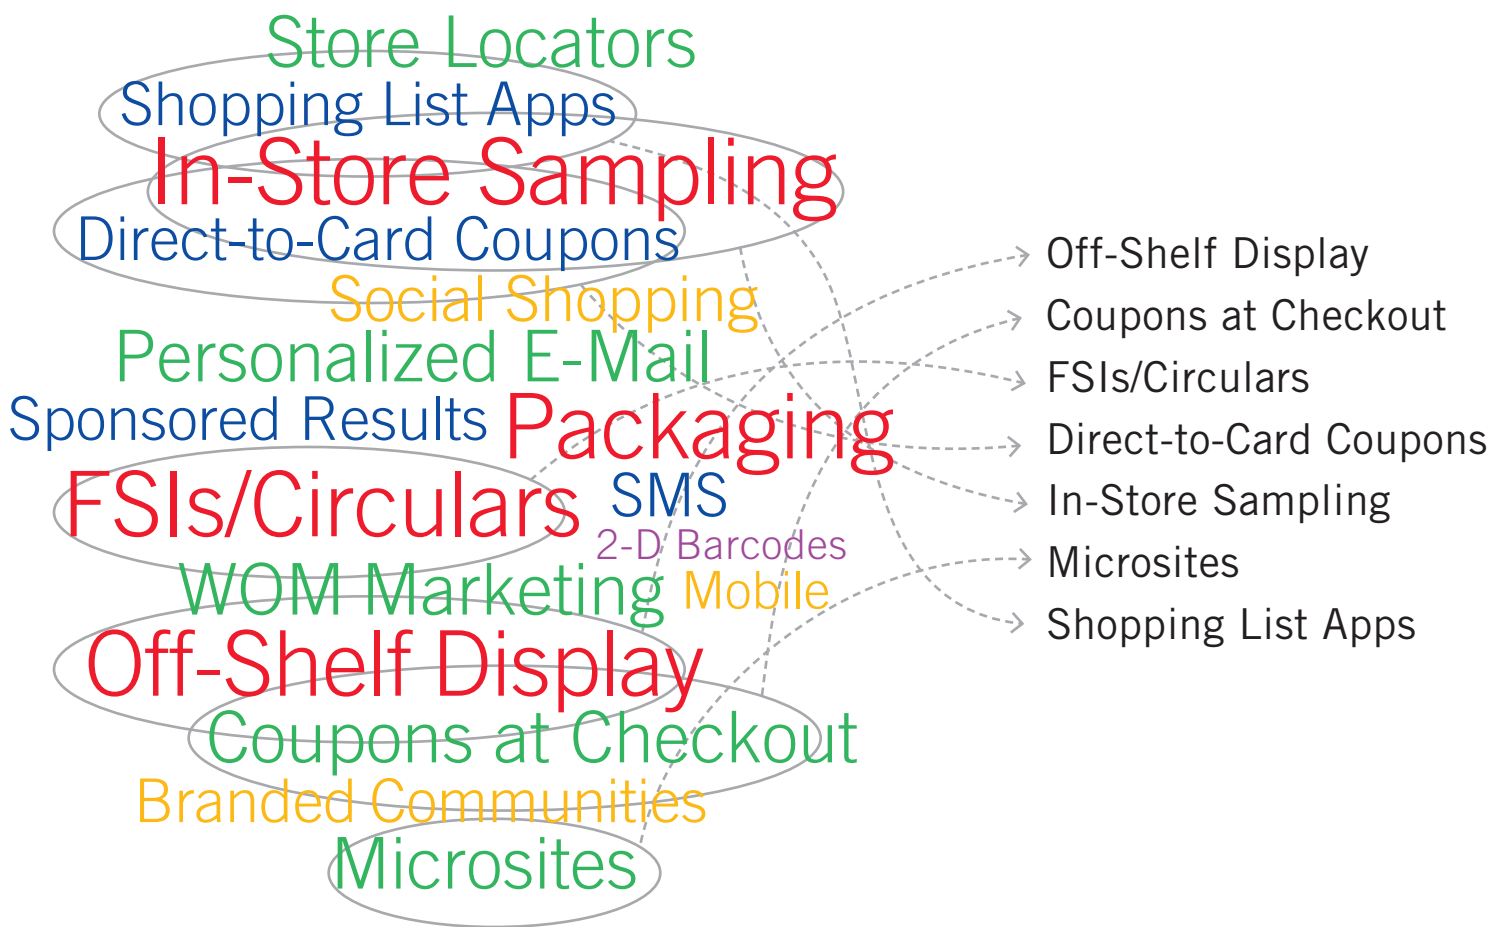 Store Locators
Shopping List Apps
In-Store Sampling
Direct-to-Card Coupons
Social Shopping
Personalized E-Mail
Sponsored Results
Packaging
FSIs/Circulars
SMS
2-D Barcodes
WOM Marketing
Mobile
Off-Shelf Display
Coupons at Checkout
Branded Communities
Microsites
Off-Shelf Display
Coupons at Checkout
FSIs/Circulars
Direct-to-Card Coupons
In-Store Sampling
Microsites
Shopping List Apps